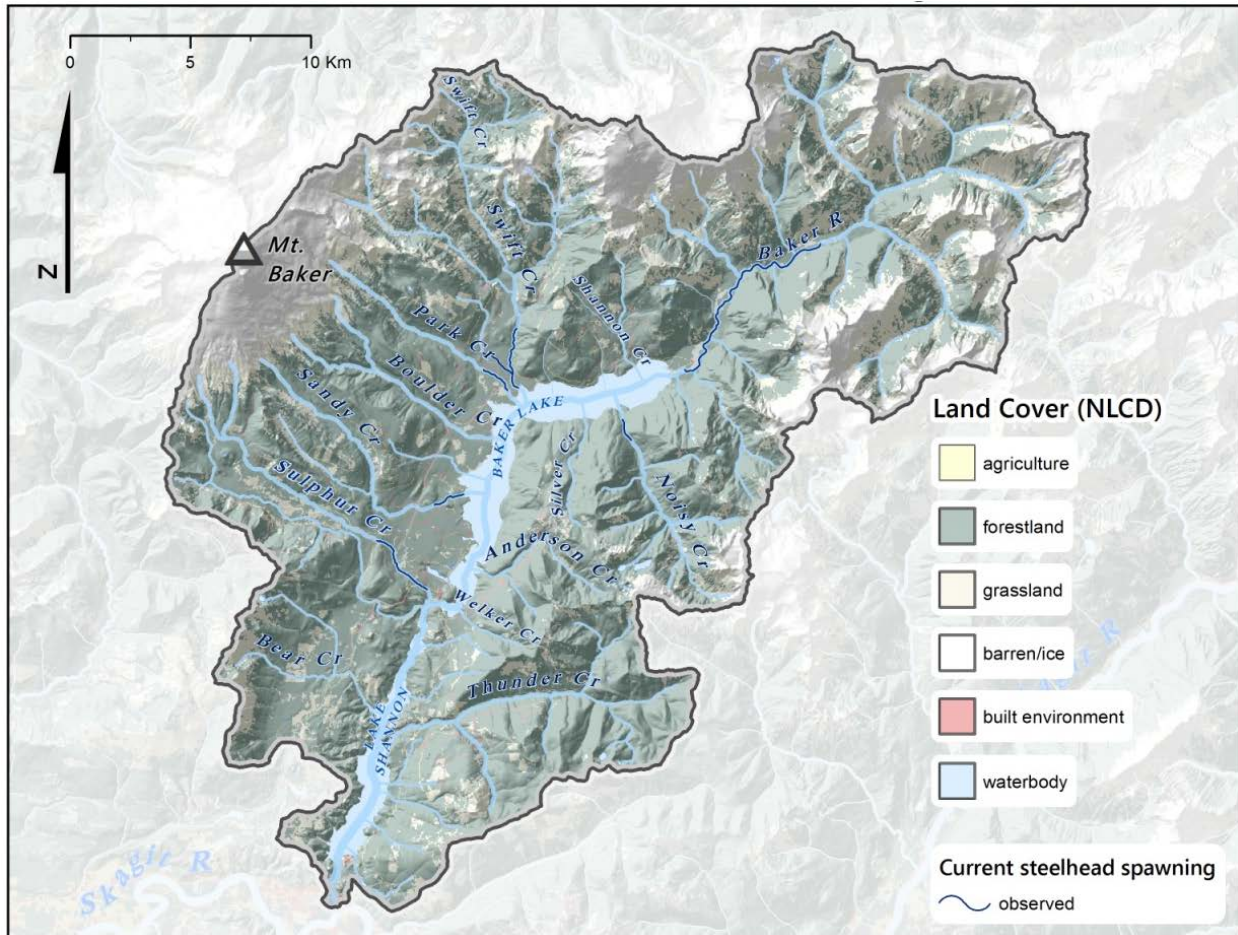 0 5 10 Km
N
Swift Cr
Swift Cr
Mt.
Baker
Baker R
Shannon Cr
Park Cr
Boulder Cr
BAKER LAKE
Sandy Cr
Silver Cr
Noisy Cr
Sulphur Cr
Anderson Cr
Welker Cr
Bear Cr
Thunder Cr
LAKE
SHANNON
Skagit R
Land Cover (NLCD)
agriculture
forestland
grassland
barren/ice
built environment
waterbody
Current steelhead spawning
observed